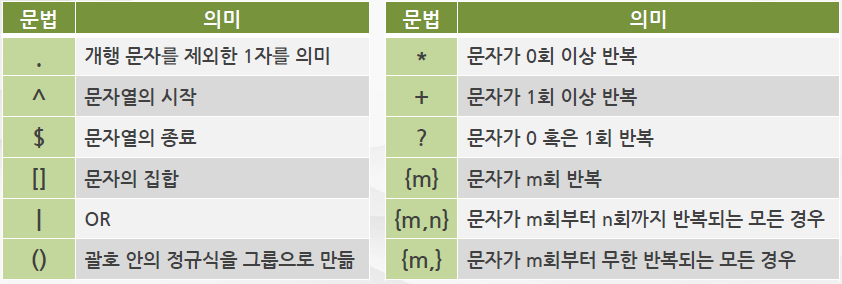 문법 의미
. 개행 문자를 제외한 1자를 의미
^ 문자열의 시작
$ 문자열의 종료
[] 문자의 집합
| OR
() 괄호 안의 정규식을 그룹으로 만듦
문법 의미
* 문자가 0회 이상 반복
+ 문자가 1회 이상 반복
? 문자가 0 혹은 1회 반복
{m} 문자가 m회 반복
{m,n} 문자가 m회부터 n회까지 반복되는 모든 경우
{m,} 문자가 m회부터 무한 반복되는 모든 경우